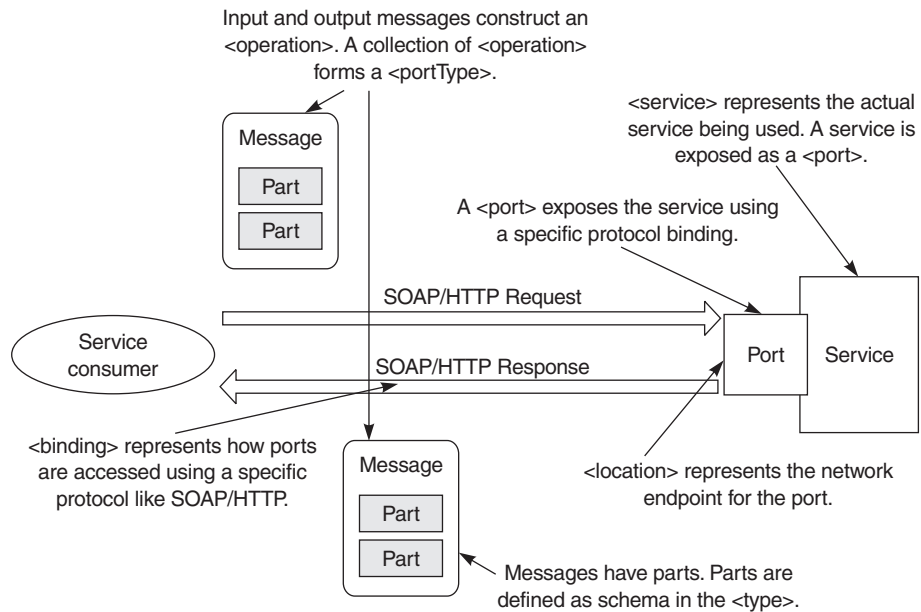 Input and output messages construct an
<operation>. A collection of <operation>
forms a <portType>.
<service> represents the actual
service being used. A service is
exposed as a <port>.
Message
Part
Part
A <port> exposes the service using
a specific protocol binding.
SOAP/HTTP Request
Service
consumer
Port
Service
SOAP/HTTP Response
<binding> represents how ports
are accessed using a specific
protocol like SOAP/HTTP.
Message
Part
Part
<location> represents the network
endpoint for the port.
Messages have parts. Parts are
defined as schema in the <type>.